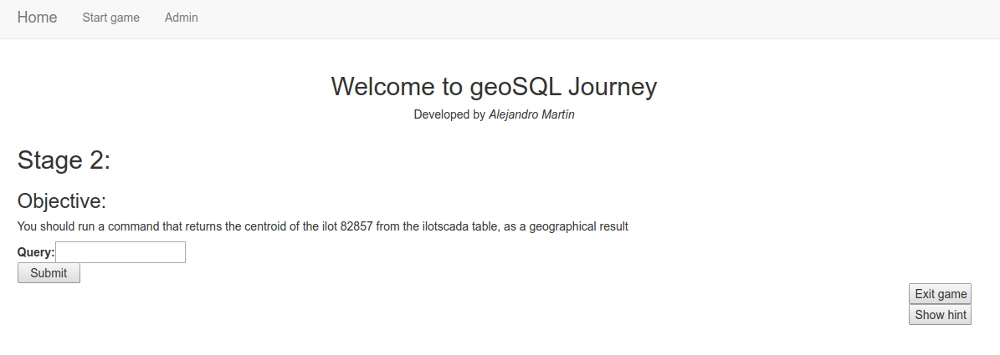 Home Start game Admin
Welcome to geoSQL Journey
Developed by Alejandro Martín
Stage 2:
Objective:
You should run a command that returns the centroid of the ilot 82857 from the ilotscada table, as a geographical result
Query:
Submit
Exit game
Show hint